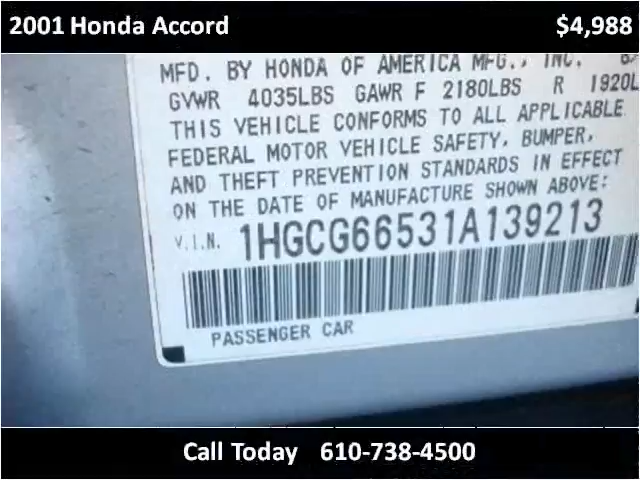 2001 Honda Accord $4,988
MFD. BY HONDA OF AMERICA MFG., INC.
GVWR 4035LBS GAWR F 2180LBS R 1920L
THIS VEHICLE CONFORMS TO ALL APPLICABLE
FEDERAL MOTOR VEHICLE SAFETY, BUMPER,
AND THEFT PREVENTION STANDARDS IN EFFECT
ON THE DATE OF MANUFACTURE SHOWN ABOVE:
V.I.N. 1HGCG66531A139213
PASSENGER CAR
Call Today 610-738-4500